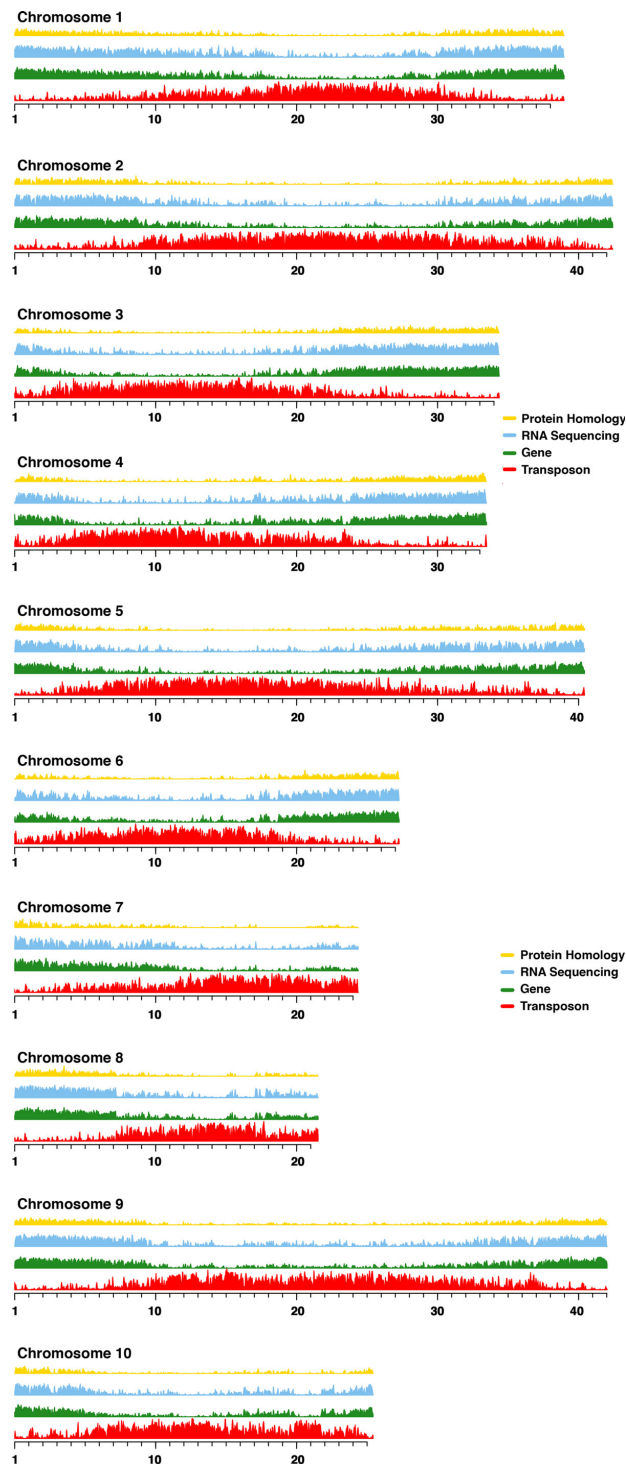 Chromosome 1
1 10 20 30
Chromosome 2
1 10 20 30 40
Chromosome 3
1 10 20 30
Protein Homology
RNA Sequencing
Gene
Transposon
Chromosome 4
1 10 20 30
Chromosome 5
1 10 20 30 40
Chromosome 6
1 10 20
Chromosome 7
1 10 20
Protein Homology
RNA Sequencing
Gene
Transposon
Chromosome 8
1 10 20
Chromosome 9
1 10 20 30 40
Chromosome 10
1 10 20